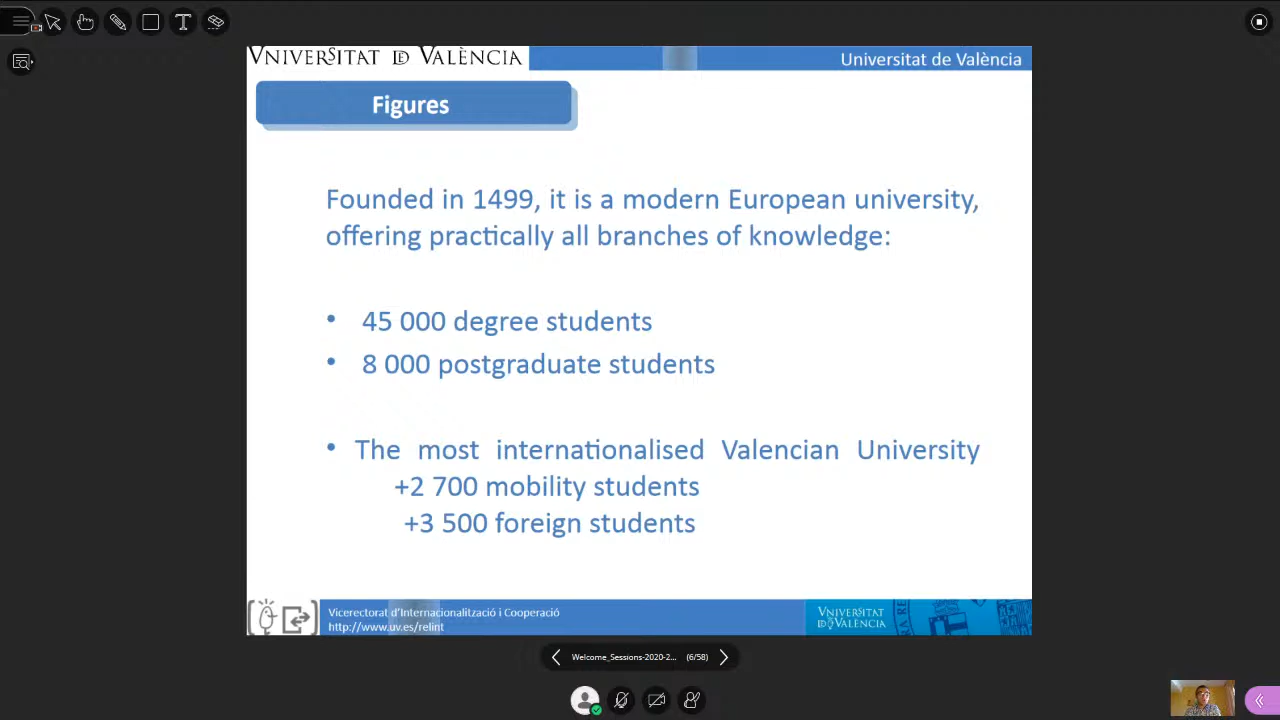 VNIVERSITAT DE VALÈNCIA
Universitat de València
Figures
Founded in 1499, it is a modern European university,
offering practically all branches of knowledge:
• 45 000 degree students
• 8 000 postgraduate students
• The most internationalised Valencian University
+2 700 mobility students
+3 500 foreign students
Vicerectorat d'Internacionalització i Cooperació
http://www.uv.es/relint
VNIVERSITAT
DE VALÈNCIA
Welcome_Sessions-2020-2... (6/58)